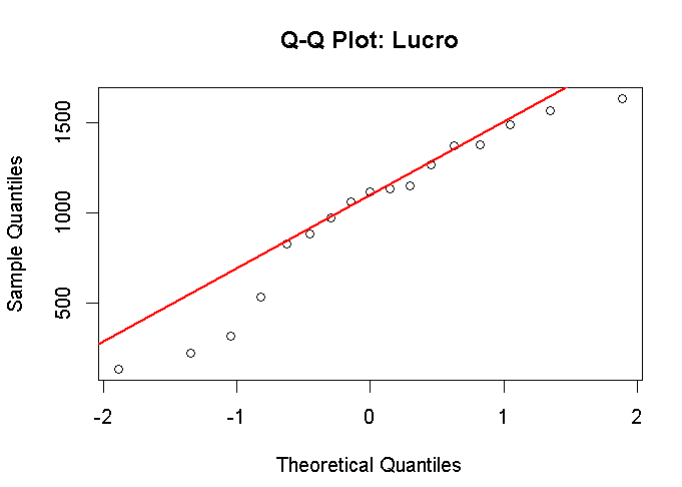 Q-Q Plot: Lucro
Sample Quantiles
1500
1000
500
-2
-1
0
1
2
Theoretical Quantiles